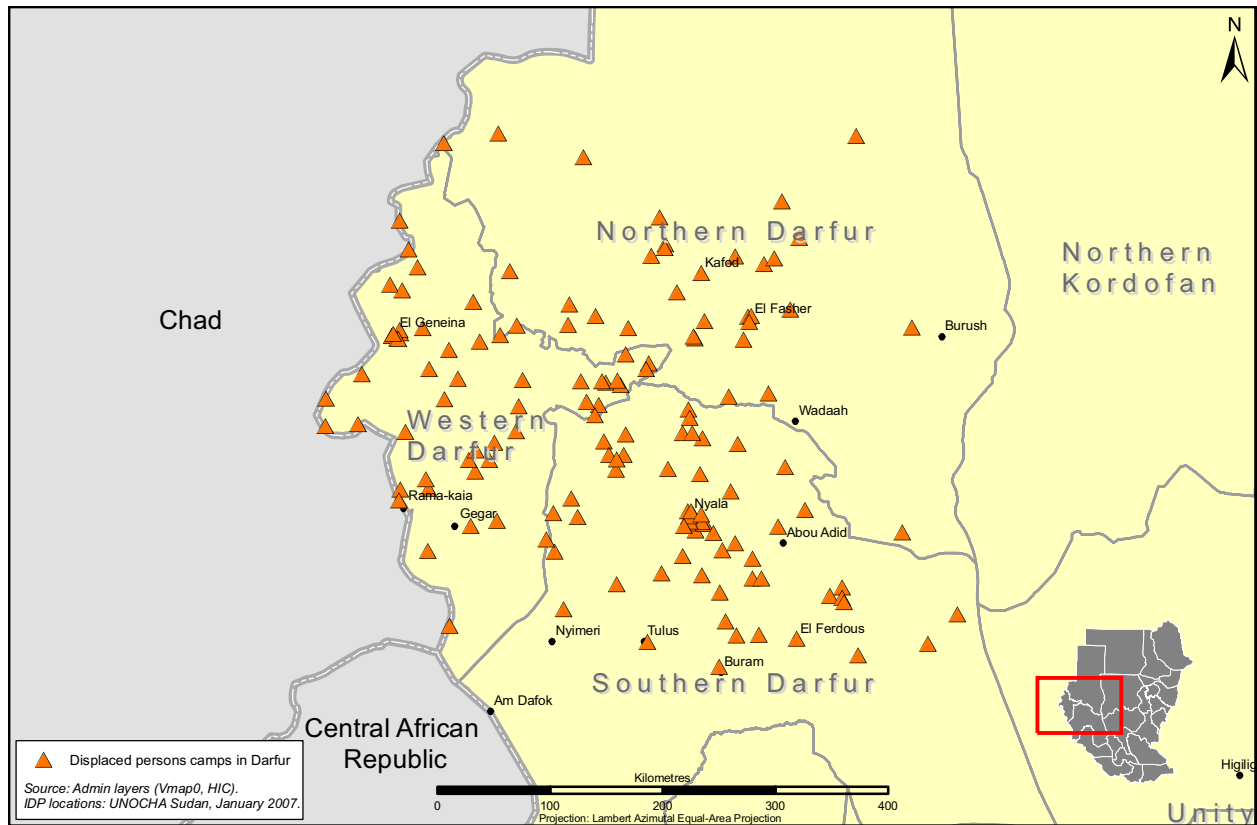 N
Northern Darfur
Kafod
Northern
Kordofan
Chad
El Fasher
El Geneina
Burush
Wadaah
Western
Darfur
Rama-kaia
Nyala
Gegar
Abou Adid
Nyimeri
Tulus
El Ferdous
Buram
Southern Darfur
Am Dafok
Central African
Republic
Displaced persons camps in Darfur
Source: Admin layers (Vmap0, HIC).
IDP locations: UNOCHA Sudan, January 2007.
Kilometres
0 100 200 300 400
Projection: Lambert Azimutal Equal-Area Projection
Higlig
Unity